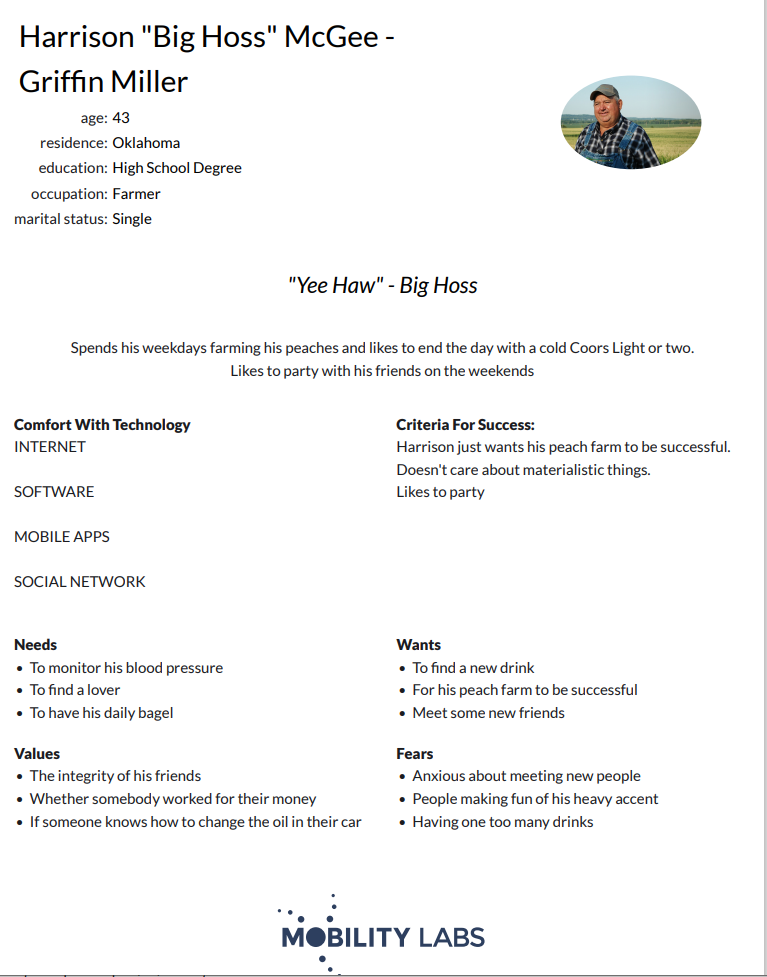 Harrison "Big Hoss" McGee -
Griffin Miller
age: 43
residence: Oklahoma
education: High School Degree
occupation: Farmer
marital status: Single
"Yee Haw" - Big Hoss
Spends his weekdays farming his peaches and likes to end the day with a cold Coors Light or two.
Likes to party with his friends on the weekends
Comfort With Technology
INTERNET
SOFTWARE
MOBILE APPS
SOCIAL NETWORK
Criteria For Success:
Harrison just wants his peach farm to be successful.
Doesn't care about materialistic things.
Likes to party
Needs
• To monitor his blood pressure
• To find a lover
• To have his daily bagel
Wants
• To find a new drink
• For his peach farm to be successful
• Meet some new friends
Values
• The integrity of his friends
• Whether somebody worked for their money
• If someone knows how to change the oil in their car
Fears
• Anxious about meeting new people
• People making fun of his heavy accent
• Having one too many drinks
MOBILITY LABS